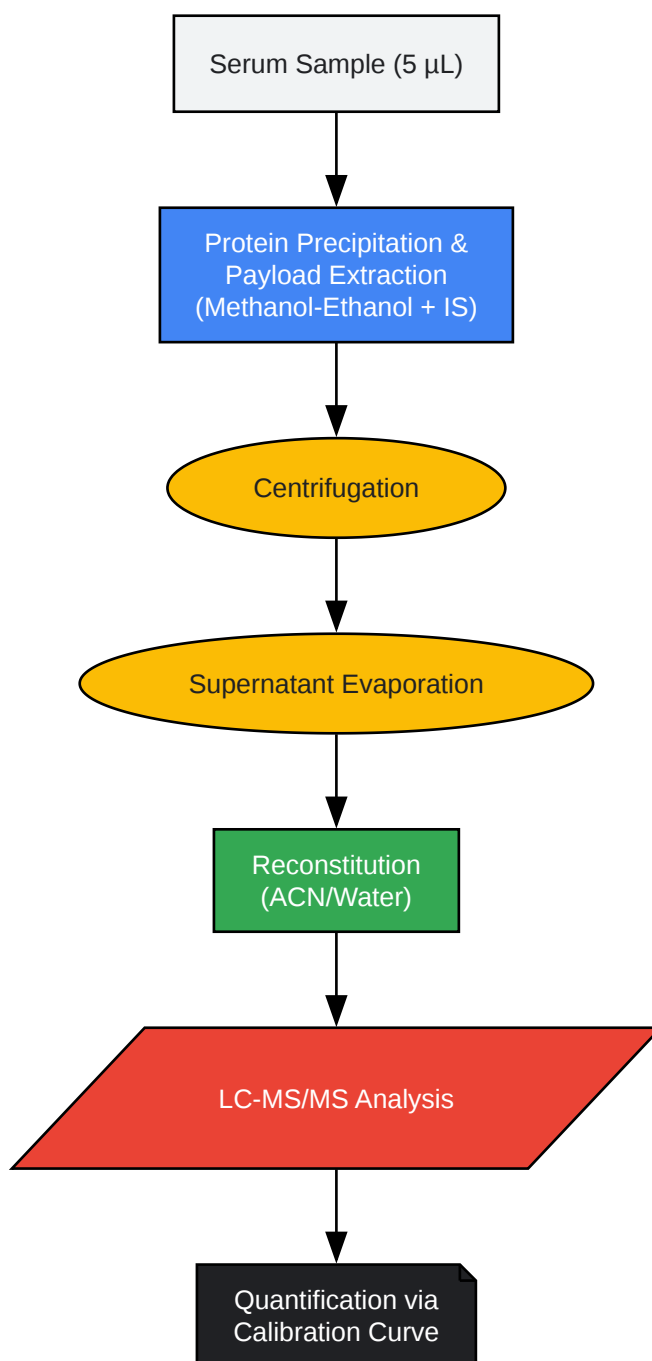 Serum Sample (5 µL)
Protein Precipitation &
Payload Extraction
(Methanol-Ethanol + IS)
Centrifugation
Supernatant Evaporation
Reconstitution
(ACN/Water)
LC-MS/MS Analysis
Quantification via
Calibration Curve